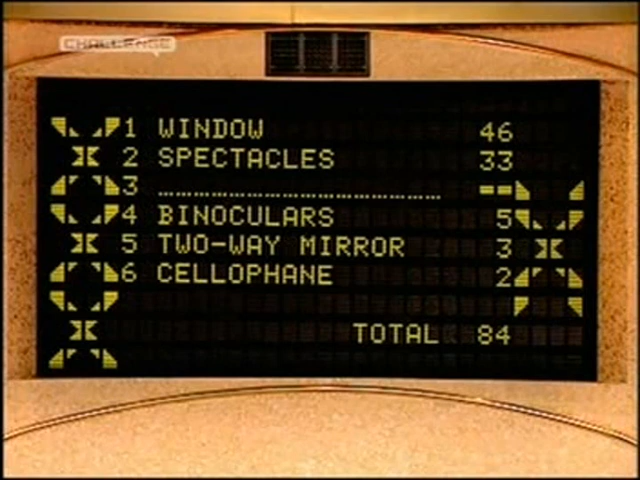 CHALLENGE
1 WINDOW 46
2 SPECTACLES 33
3 ........................................ --
4 BINOCULARS 5
5 TWO-WAY MIRROR 3
6 CELLOPHANE 2
TOTAL 84